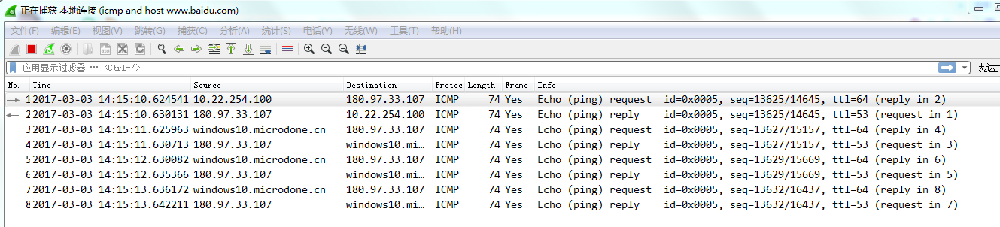 正在捕获 本地连接 (icmp and host www.baidu.com)
文件(F) 编辑(E) 视图(V) 跳转(G) 捕获(C) 分析(A) 统计(S) 电话(Y) 无线(W) 工具(T) 帮助(H)
应用显示过滤器 … <Ctrl-/> 表达式
No. Time Source Destination Protoc Length Frame Info
1 2017-03-03 14:15:10.624541 10.22.254.100 180.97.33.107 ICMP 74 Yes Echo (ping) request id=0x0005, seq=13625/14645, ttl=64 (reply in 2)
2 2017-03-03 14:15:10.630131 180.97.33.107 10.22.254.100 ICMP 74 Yes Echo (ping) reply id=0x0005, seq=13625/14645, ttl=53 (request in 1)
3 2017-03-03 14:15:11.625963 windows10.microdone.cn 180.97.33.107 ICMP 74 Yes Echo (ping) request id=0x0005, seq=13627/15157, ttl=64 (reply in 4)
4 2017-03-03 14:15:11.630713 180.97.33.107 windows10.mi… ICMP 74 Yes Echo (ping) reply id=0x0005, seq=13627/15157, ttl=53 (request in 3)
5 2017-03-03 14:15:12.630082 windows10.microdone.cn 180.97.33.107 ICMP 74 Yes Echo (ping) request id=0x0005, seq=13629/15669, ttl=64 (reply in 6)
6 2017-03-03 14:15:12.635366 180.97.33.107 windows10.mi… ICMP 74 Yes Echo (ping) reply id=0x0005, seq=13629/15669, ttl=53 (request in 5)
7 2017-03-03 14:15:13.636172 windows10.microdone.cn 180.97.33.107 ICMP 74 Yes Echo (ping) request id=0x0005, seq=13632/16437, ttl=64 (reply in 8)
8 2017-03-03 14:15:13.642211 180.97.33.107 windows10.mi… ICMP 74 Yes Echo (ping) reply id=0x0005, seq=13632/16437, ttl=53 (request in 7)